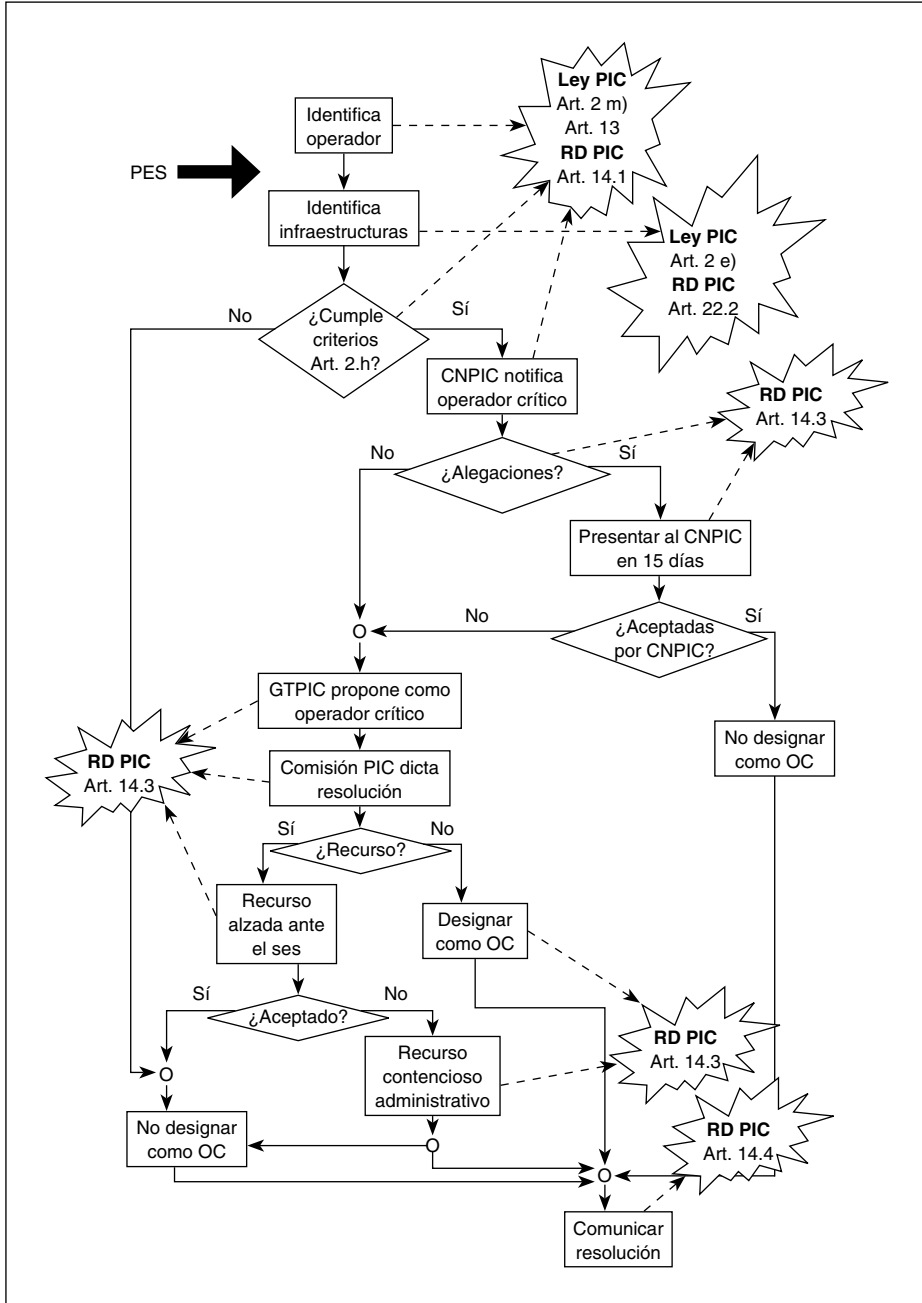 Ley PIC
Art. 2 m)
Art. 13
RD PIC
Art. 14.1
Identifica
operador
PES
Identifica
infraestructuras
Ley PIC
Art. 2 e)
RD PIC
Art. 22.2
No
¿Cumple
criterios
Art. 2.h?
Sí
CNPIC notifica
operador crítico
RD PIC
Art. 14.3
No
¿Alegaciones?
Sí
Presentar al CNPIC
en 15 días
No
¿Aceptadas
por CNPIC?
Sí
O
GTPIC propone como
operador crítico
No designar
como OC
RD PIC
Art. 14.3
Comisión PIC dicta
resolución
Sí
¿Recurso?
No
Recurso
alzada ante
el ses
Designar
como OC
Sí
¿Aceptado?
No
RD PIC
Art. 14.3
Recurso
contencioso
administrativo
O
No designar
como OC
O
RD PIC
Art. 14.4
O
Comunicar
resolución